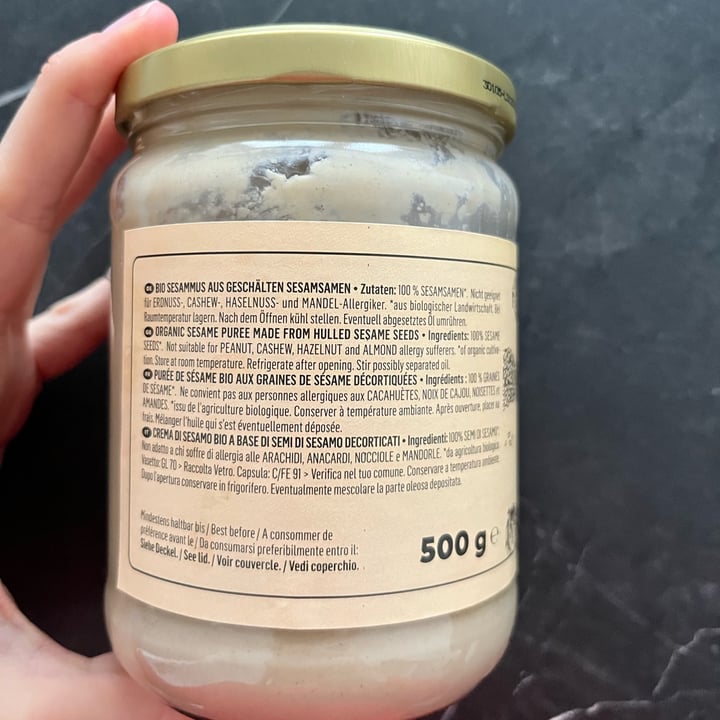 DE BIO SESAMMUS AUS GESCHÄLTEN SESAMSAMEN • Zutaten: 100 % SESAMSAMEN*. Nicht geeignet
für ERDNUSS-, CASHEW-, HASELNUSS- und MANDEL-Allergiker. *aus biologischer Landwirtschaft. Bei
Raumtemperatur lagern. Nach dem Öffnen kühl stellen. Eventuell abgesetztes Öl umrühren.
ORGANIC SESAME PUREE MADE FROM HULLED SESAME SEEDS • Ingredients: 100% SESAME
SEEDS*. Not suitable for PEANUT, CASHEW, HAZELNUT and ALMOND allergy sufferers. *of organic cultiva-
tion. Store at room temperature. Refrigerate after opening. Stir possibly separated oil.
PURÉE DE SÉSAME BIO AUX GRAINES DE SÉSAME DÉCORTIQUÉES • Ingrédients : 100 % GRAINES
DE SÉSAME*. Ne convient pas aux personnes allergiques aux CACAHUÈTES, NOIX DE CAJOU, NOISETTES et
AMANDES. *issu de l'agriculture biologique. Conserver à température ambiante. Après ouverture, placez au
frais. Mélanger l'huile qui s'est éventuellement déposée.
IT CREMA DI SESAMO BIO A BASE DI SEMI DI SESAMO DECORTICATI • Ingredienti: 100% SEMI DI SESAMO*.
Non adatto a chi soffre di allergia alle ARACHIDI, ANACARDI, NOCCIOLE e MANDORLE. *da agricoltura biologica.
Vasetto: GL 70 > Raccolta Vetro. Capsula: C/FE 91 > Verifica nel tuo comune. Conservare a temperatura ambiente.
Dopo l'apertura conservare in frigorifero. Eventualmente mescolare la parte oleosa depositata.
Mindestens haltbar bis / Best before / A consommer de
préférence avant le / Da consumarsi preferibilmente entro il:
Siehe Deckel. / See lid. / Voir couvercle. / Vedi coperchio.
500 g e